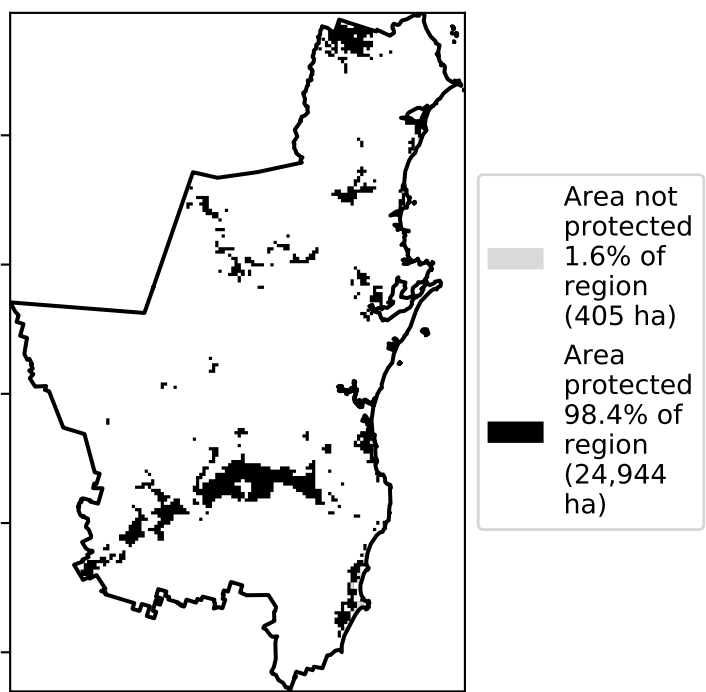 Area not
protected
1.6% of
region
(405 ha)
Area
protected
98.4% of
region
(24,944
ha)